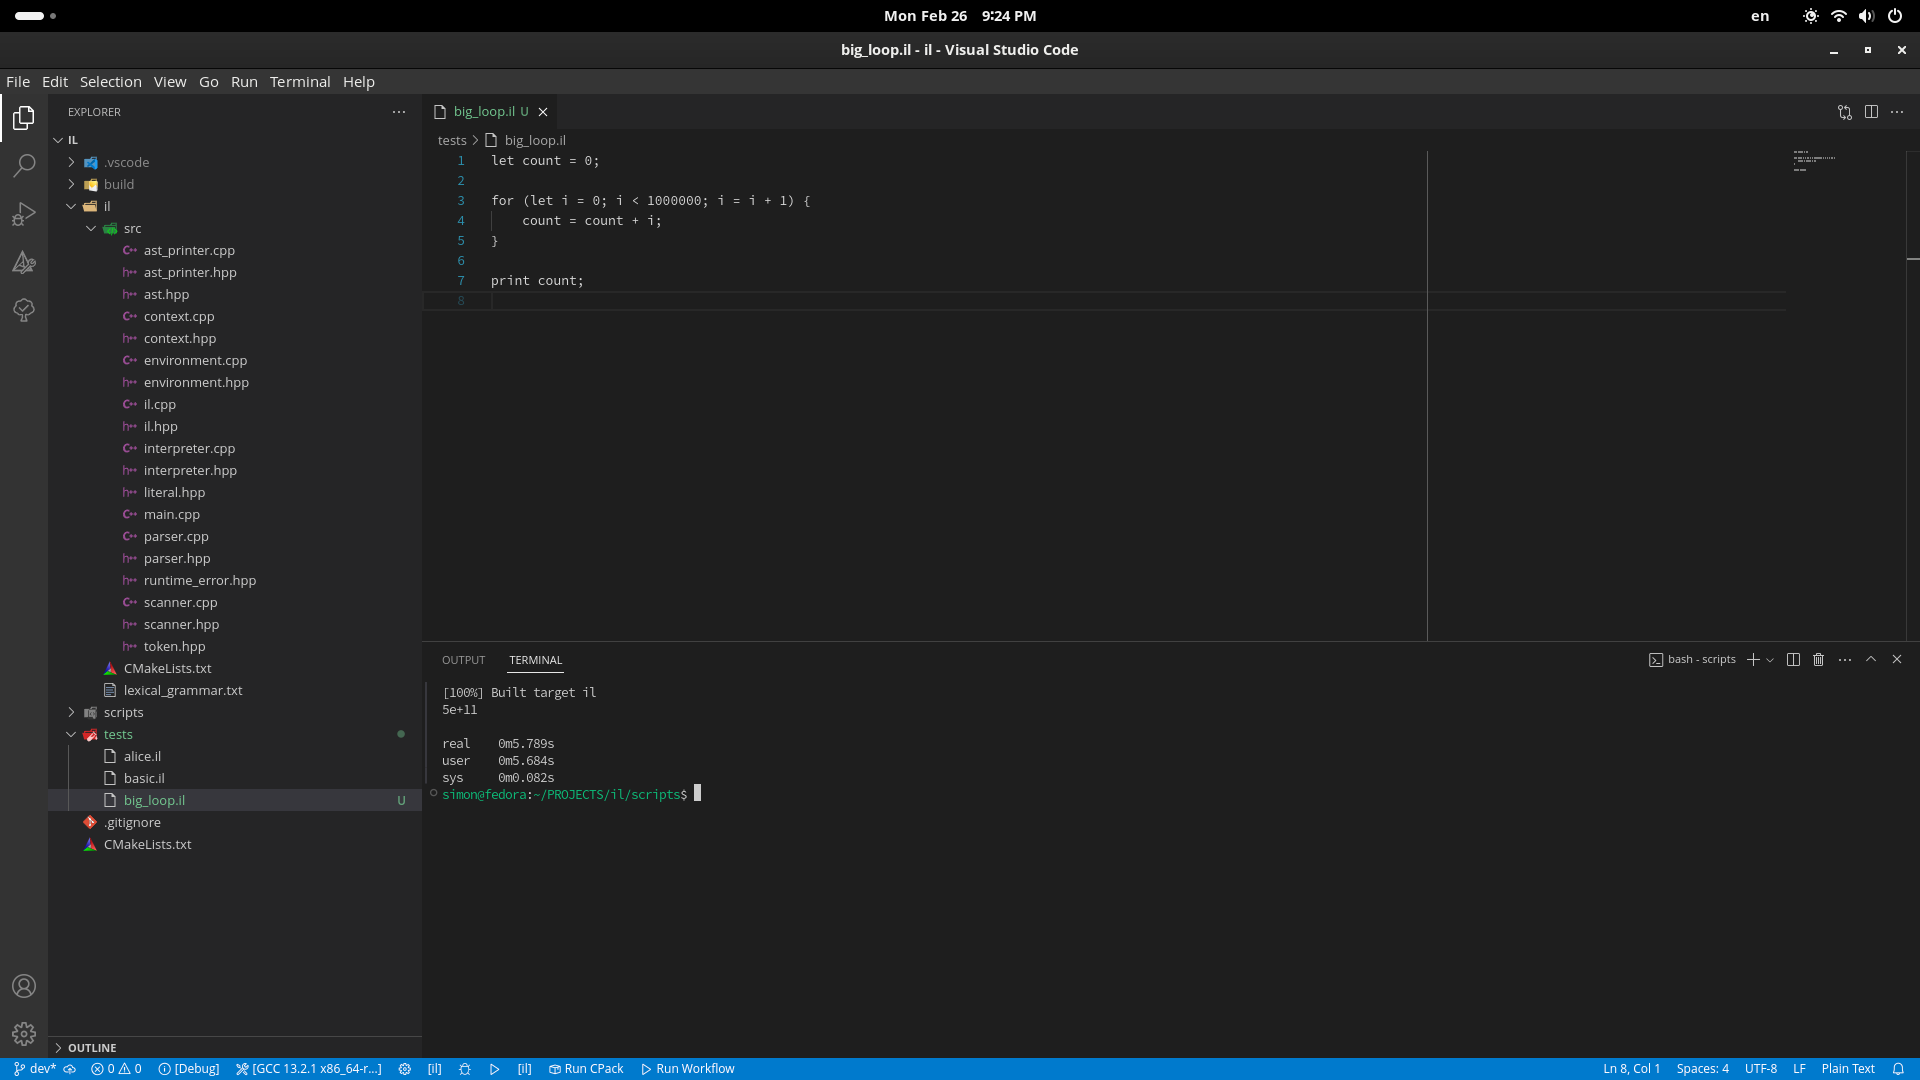 Mon Feb 26 9:24 PM
en
big_loop.il - il - Visual Studio Code
File Edit Selection View Go Run Terminal Help
EXPLORER
IL
.vscode
build
il
src
ast_printer.cpp
ast_printer.hpp
ast.hpp
context.cpp
context.hpp
environment.cpp
environment.hpp
il.cpp
il.hpp
interpreter.cpp
interpreter.hpp
literal.hpp
main.cpp
parser.cpp
parser.hpp
runtime_error.hpp
scanner.cpp
scanner.hpp
token.hpp
CMakeLists.txt
lexical_grammar.txt
scripts
tests
alice.il
basic.il
big_loop.il U
.gitignore
CMakeLists.txt
OUTLINE
big_loop.il U
tests > big_loop.il
1 let count = 0;
2
3 for (let i = 0; i < 1000000; i = i + 1) {
4 count = count + i;
5 }
6
7 print count;
8
OUTPUT TERMINAL
bash - scripts
[100%] Built target il
5e+11
real 0m5.789s
user 0m5.684s
sys 0m0.082s
simon@fedora:~/PROJECTS/il/scripts$
dev* 0 0 [Debug] [GCC 13.2.1 x86_64-r...] [il] [il] Run CPack Run Workflow
Ln 8, Col 1 Spaces: 4 UTF-8 LF Plain Text